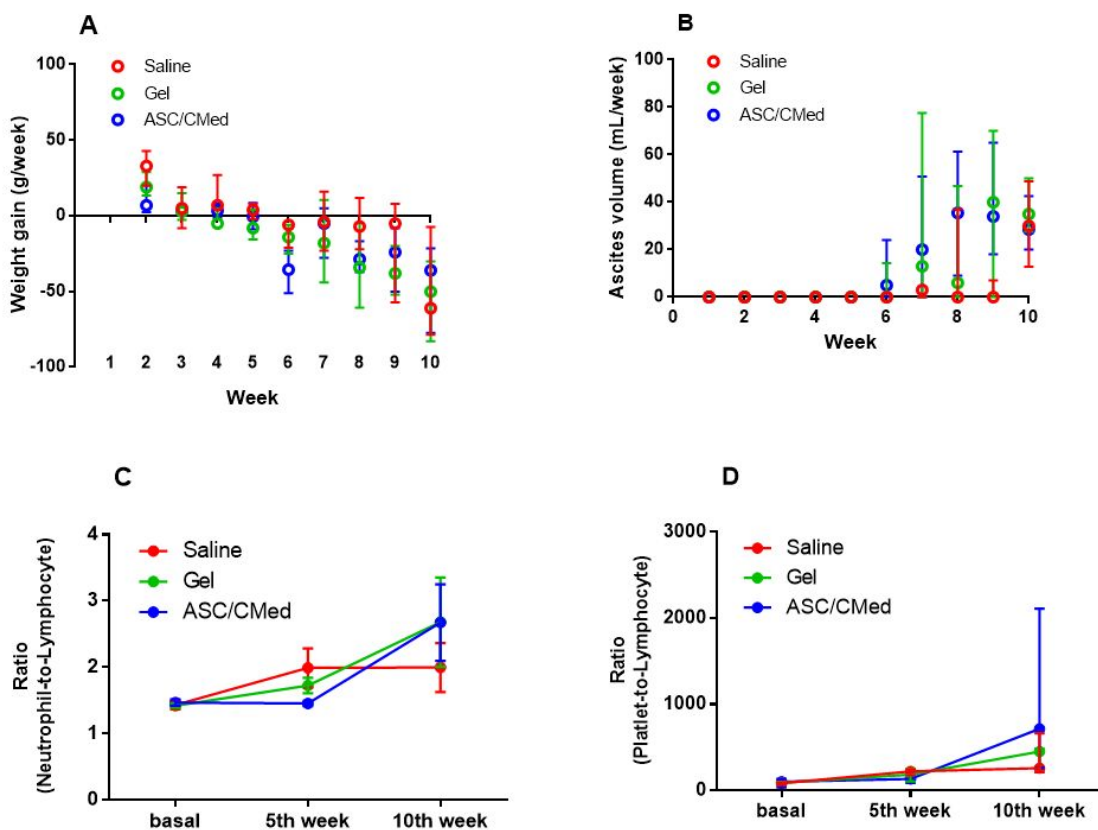 A
100
50
0
-50
-100
Weight gain (g/week)
Saline
Gel
ASC/CMed
1 2 3 4 5 6 7 8 9 10
Week
B
100
80
60
40
20
0
Ascites volume (mL/week)
Saline
Gel
ASC/CMed
0 2 4 6 8 10
Week
C
4
3
2
1
0
Ratio
(Neutrophil-to-Lymphocyte)
Saline
Gel
ASC/CMed
basal 5th week 10th week
D
3000
2000
1000
0
Ratio
(Platlet-to-Lymphocyte)
Saline
Gel
ASC/CMed
basal 5th week 10th week